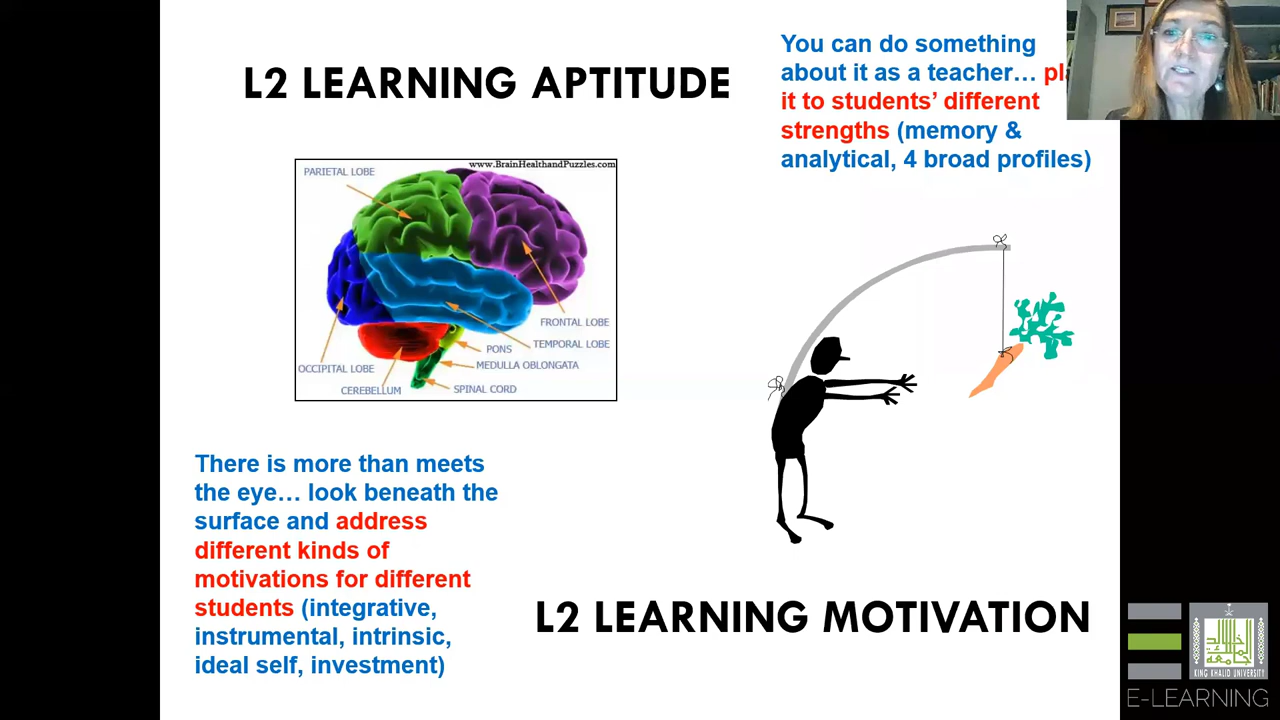 L2 LEARNING APTITUDE
You can do something
about it as a teacher…
it to students’ different
strengths (memory &
analytical, 4 broad profiles)
www.BrainHealthandPuzzles.com
PARIETAL LOBE
FRONTAL LOBE
TEMPORAL LOBE
PONS
MEDULLA OBLONGATA
OCCIPITAL LOBE
CEREBELLUM
SPINAL CORD
There is more than meets
the eye… look beneath the
surface and address
different kinds of
motivations for different
students (integrative,
instrumental, intrinsic,
ideal self, investment)
L2 LEARNING MOTIVATION
KING KHALID UNIVERSITY
E-LEARNING